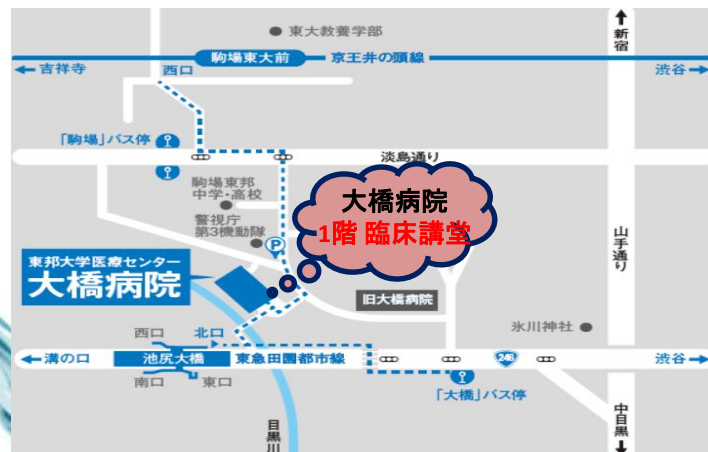 東大教養学部
新宿
駒場東大前
京王井の頭線
吉祥寺
西口
渋谷
「駒場」バス停
淡島通り
駒場東邦
中学・高校
大橋病院
1階 臨床講堂
警視庁
第3機動隊
P
山手通り
東邦大学医療センター
大橋病院
旧大橋病院
氷川神社
西口
北口
溝の口
池尻大橋
東急田園都市線
246
渋谷
南口
東口
「大橋」バス停
目黒川
中目黒